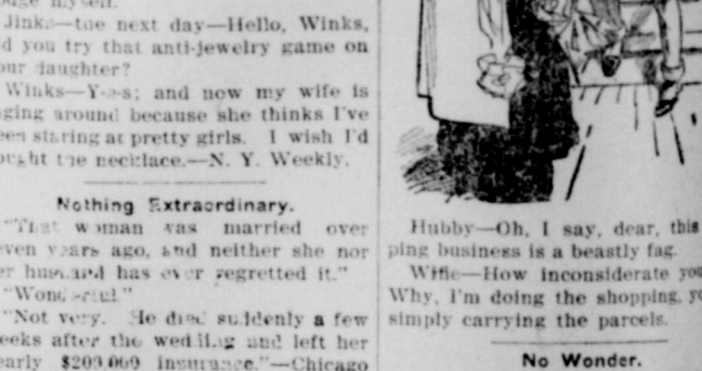 Jinks—the next day—Hello, Winks,
d you try that anti-jewelry game on
our daughter?
Winks—Y-e-s; and now my wife is
ging around because she thinks I've
een staring at pretty girls. I wish I'd
ought the necklace.—N. Y. Weekly.
Nothing Extraordinary.
"That woman was married over
even years ago, and neither she nor
er husband has ever regretted it."
"Wonderful."
"Not very. He died suddenly a few
eeks after the wedding and left her
early $200,000 insurance."—Chicago
Hubby—Oh, I say, dear, this
ping business is a beastly fag.
Wifie—How inconsiderate you
Why, I'm doing the shopping, yo
simply carrying the parcels.
No Wonder.